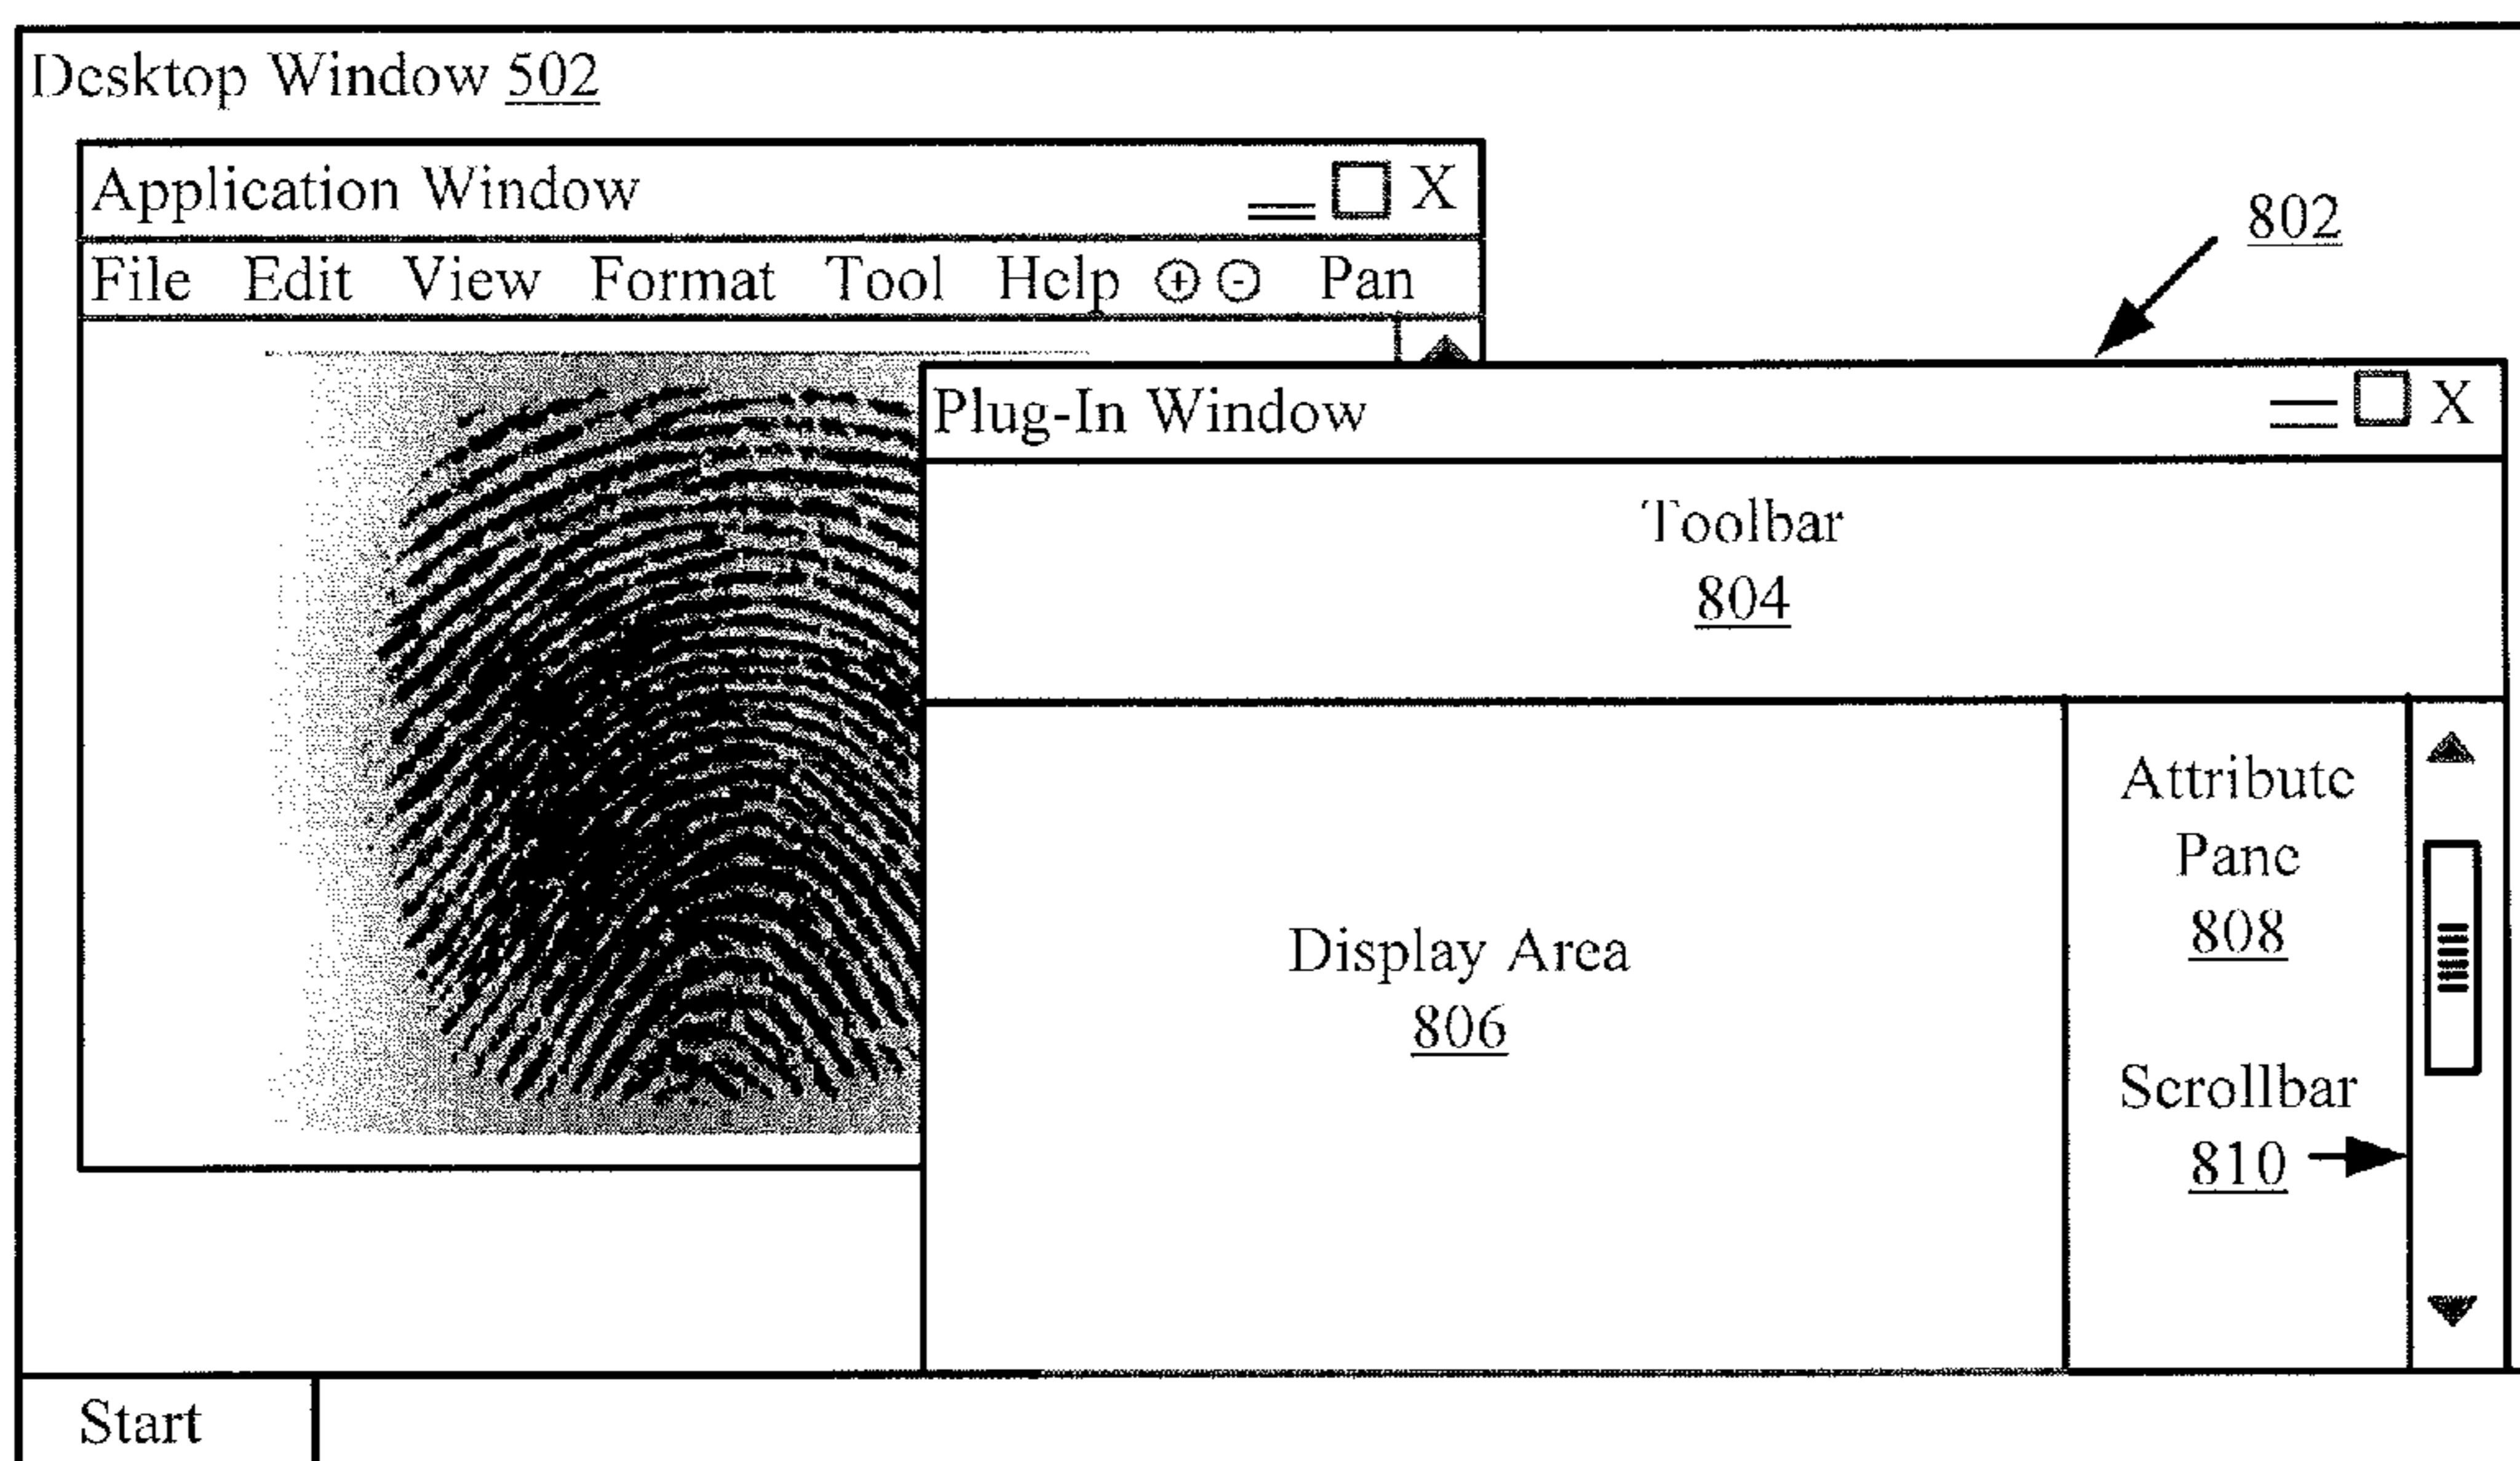 Desktop Window 502
Application Window X
File Edit View Format Tool Help + - Pan
802
Plug-In Window X
Toolbar
804
Display Area
806
Attribute
Pane
808
Scrollbar
810
Start